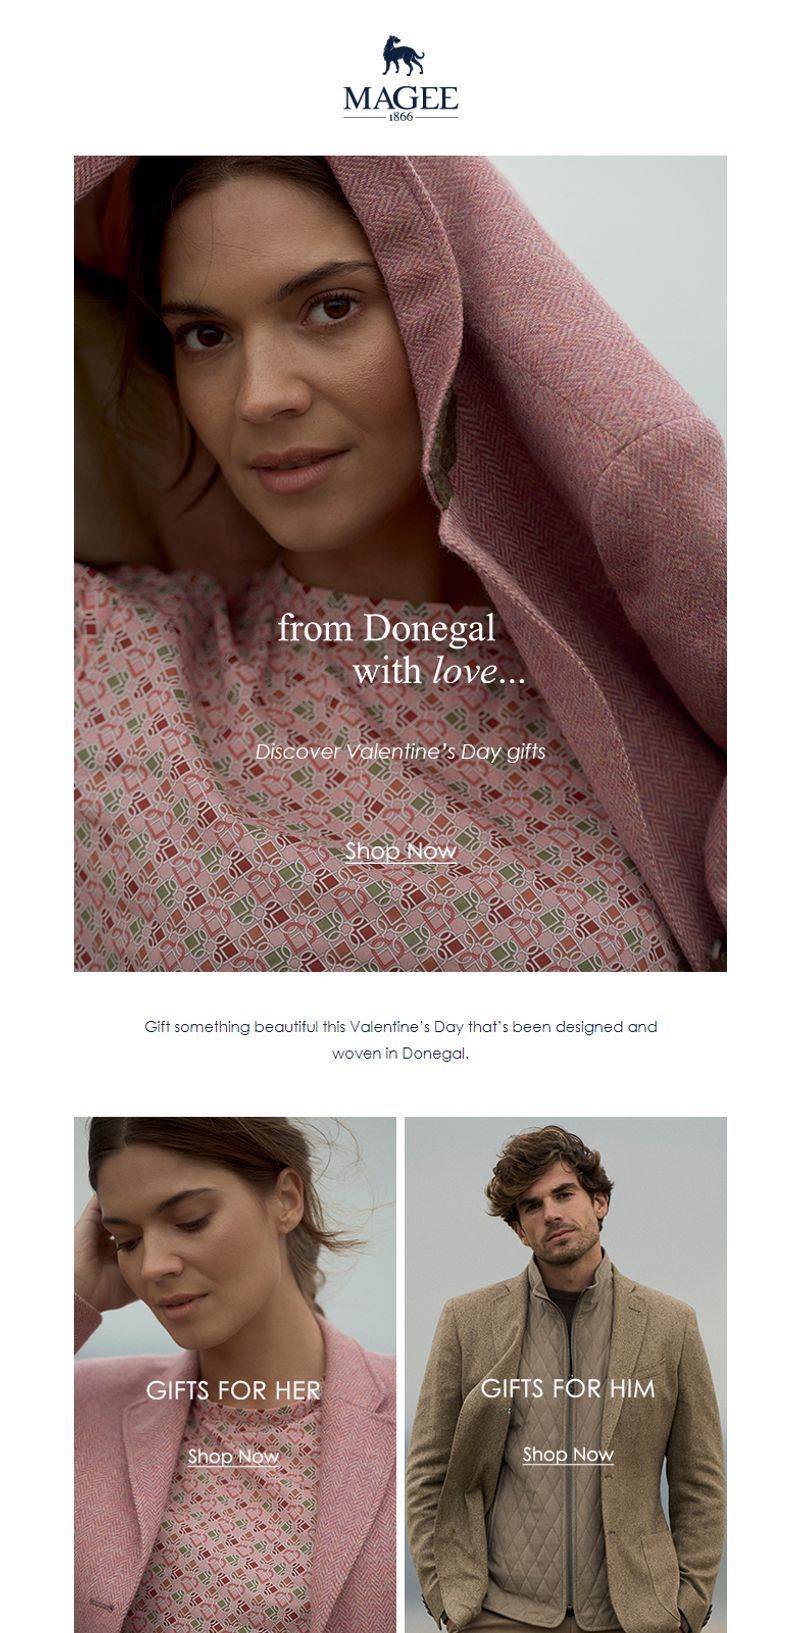 MAGEE
1866
from Donegal
with love...
Discover Valentine's Day gifts
Shop Now
Gift something beautiful this Valentine's Day that's been designed and
woven in Donegal.
GIFTS FOR HER
Shop Now
GIFTS FOR HIM
Shop Now